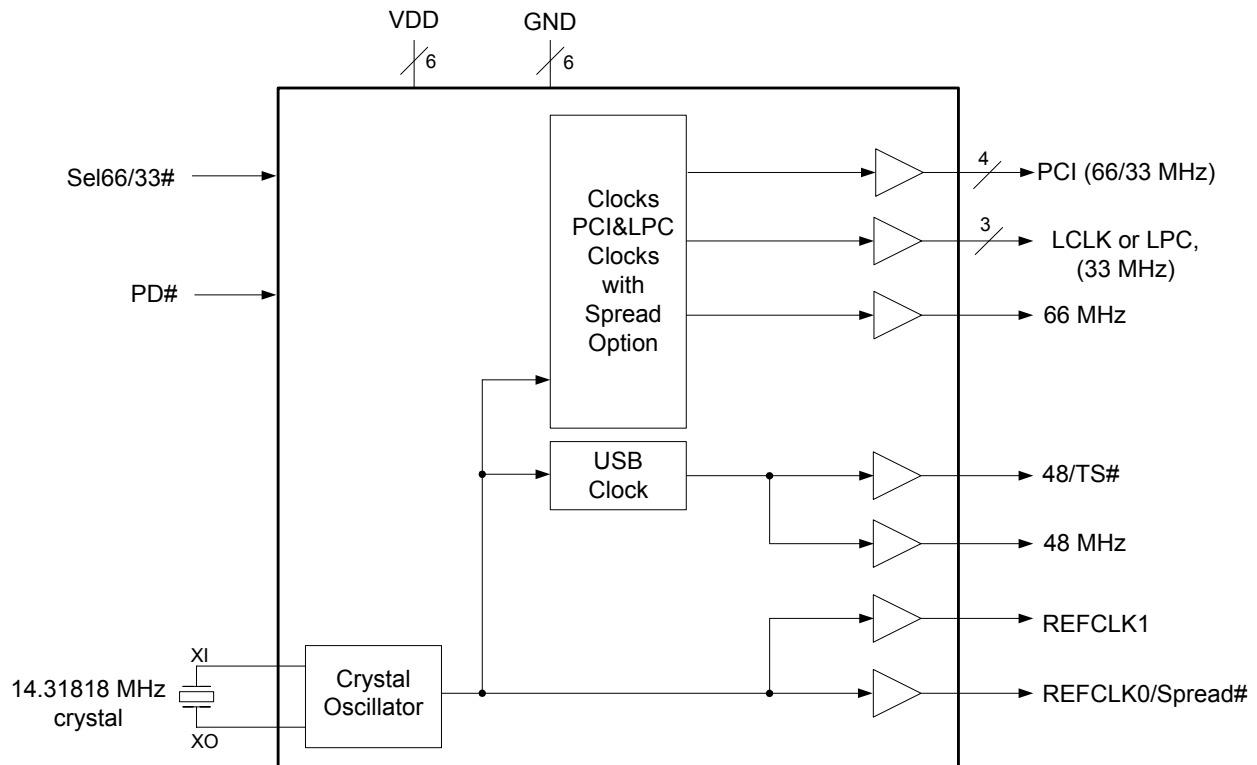 VDD
GND
6
6
Sel66/33#
PD#
Clocks
PCI&LPC
Clocks
with
Spread
Option
4
PCI (66/33 MHz)
3
LCLK or LPC,
(33 MHz)
66 MHz
USB
Clock
48/TS#
48 MHz
REFCLK1
REFCLK0/Spread#
XI
14.31818 MHz
crystal
XO
Crystal
Oscillator